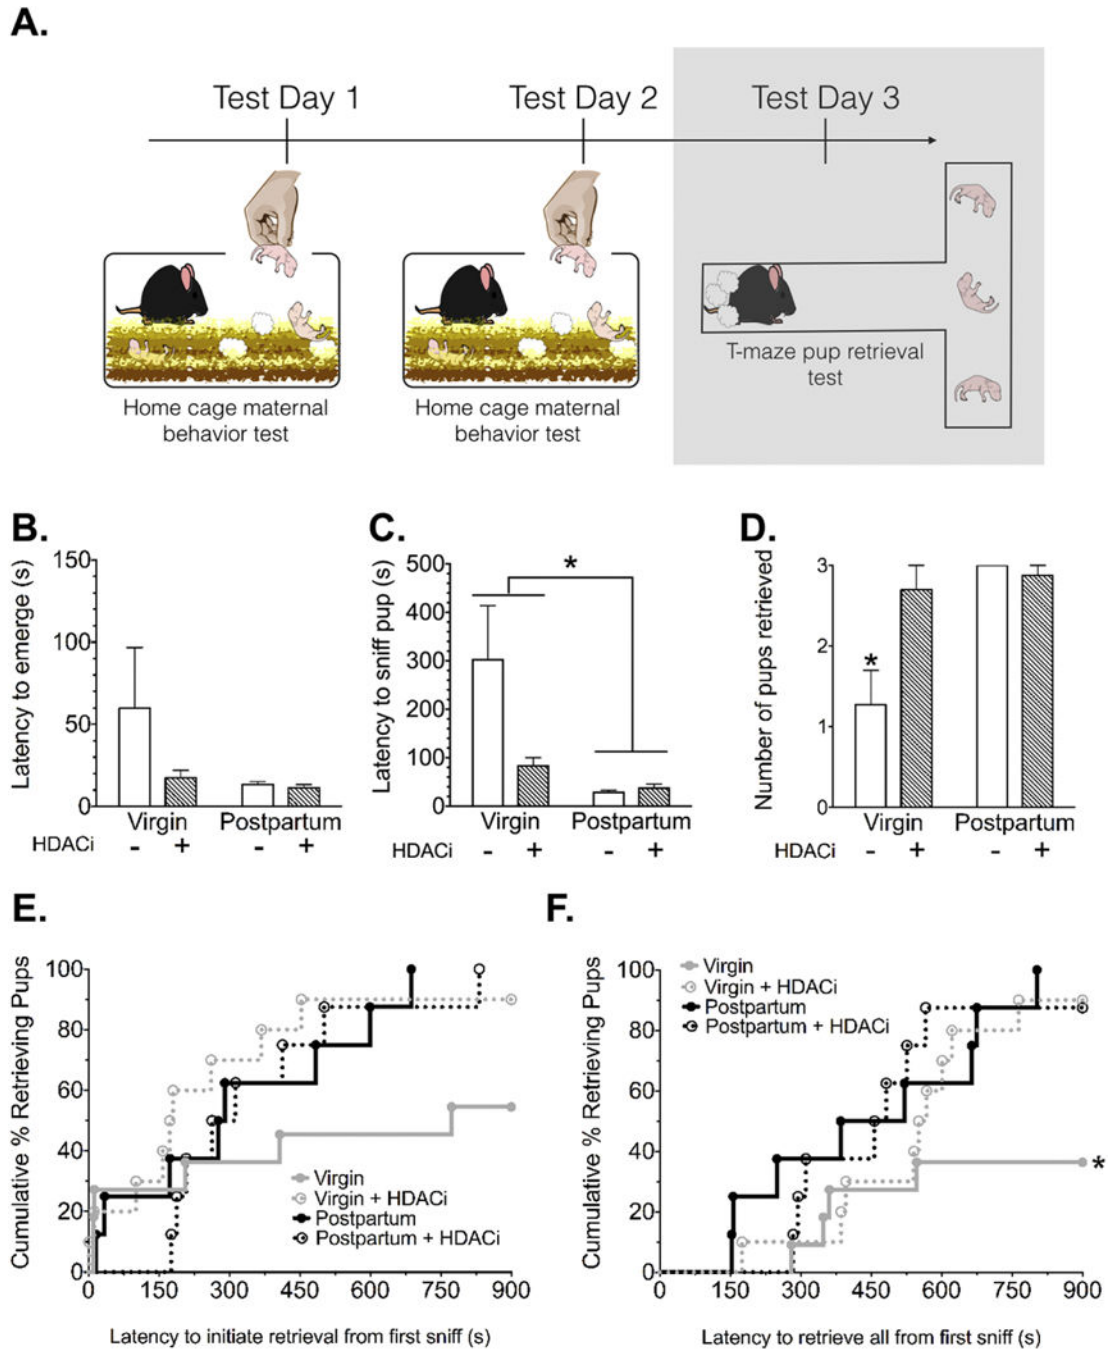 A.
Test Day 1
Test Day 2
Test Day 3
Home cage maternal
behavior test
Home cage maternal
behavior test
T-maze pup retrieval
test
B.
Latency to emerge (s)
150
100
50
0
Virgin
Postpartum
HDACi
-
+
-
+
C.
Latency to sniff pup (s)
500
400
300
200
100
0
*
Virgin
Postpartum
HDACi
-
+
-
+
D.
Number of pups retrieved
3
2
1
0
*
Virgin
Postpartum
HDACi
-
+
-
+
E.
Cumulative % Retrieving Pups
100
80
60
40
20
0
Virgin
Virgin + HDACi
Postpartum
Postpartum + HDACi
0
150
300
450
600
750
900
Latency to initiate retrieval from first sniff (s)
F.
Cumulative % Retrieving Pups
100
80
60
40
20
0
Virgin
Virgin + HDACi
Postpartum
Postpartum + HDACi
*
0
150
300
450
600
750
900
Latency to retrieve all from first sniff (s)